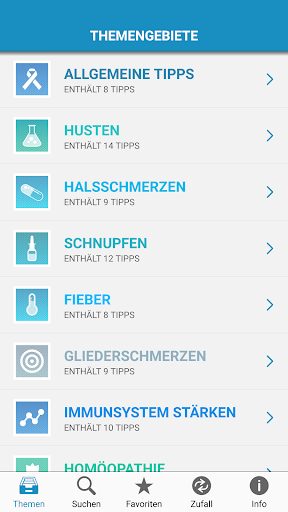 THEMENGEBIETE
ALLGEMEINE TIPPS
ENTHÄLT 8 TIPPS
HUSTEN
ENTHÄLT 14 TIPPS
HALSSCHMERZEN
ENTHÄLT 9 TIPPS
SCHNUPFEN
ENTHÄLT 12 TIPPS
FIEBER
ENTHÄLT 8 TIPPS
GLIEDERSCHMERZEN
ENTHÄLT 9 TIPPS
IMMUNSYSTEM STÄRKEN
ENTHÄLT 10 TIPPS
HOMÖOPATHIE
Themen Suchen Favoriten Zufall Info